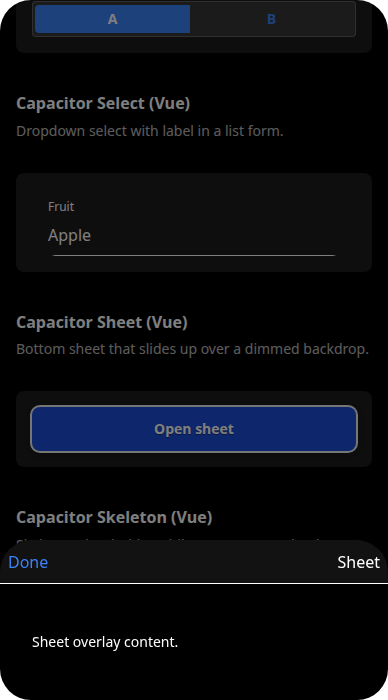 A
B
Capacitor Select (Vue)
Dropdown select with label in a list form.
Fruit
Apple
Capacitor Sheet (Vue)
Bottom sheet that slides up over a dimmed backdrop.
Open sheet
Capacitor Skeleton (Vue)
Done
Sheet
Sheet overlay content.